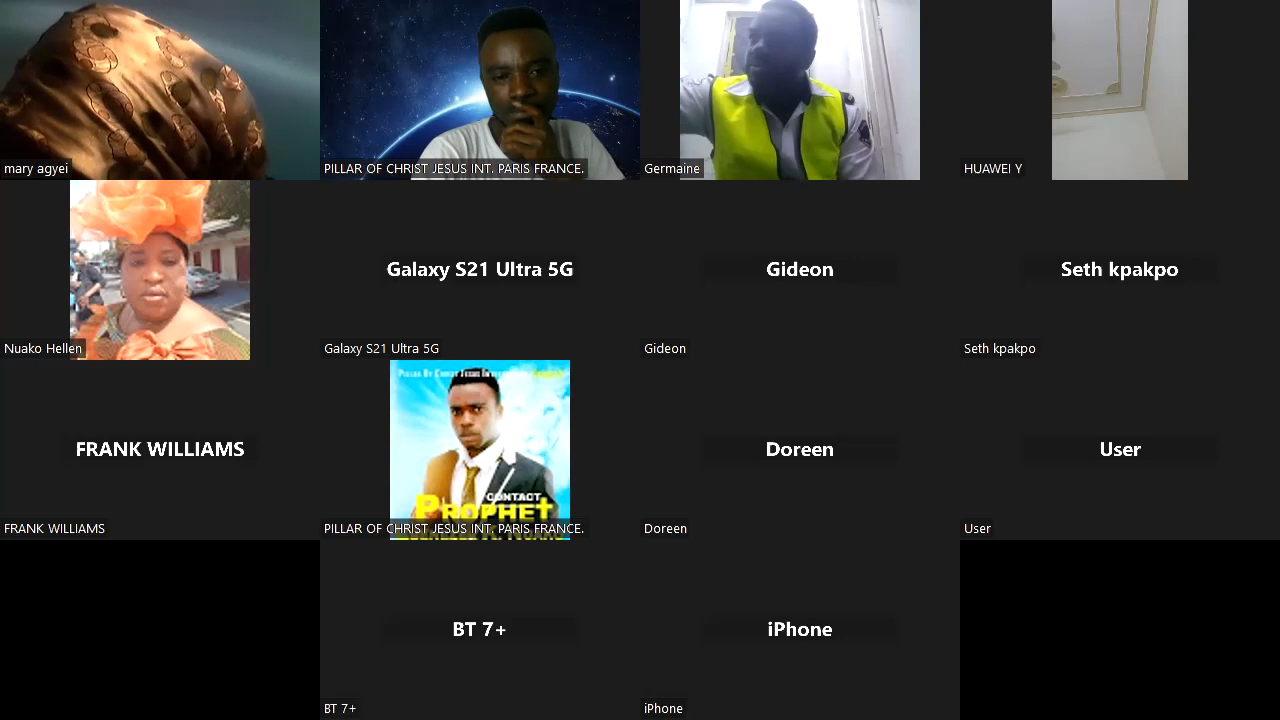 mary agyei
PILLAR OF CHRIST JESUS INT. PARIS FRANCE.
Germaine
HUAWEI Y
Nuako Hellen
Galaxy S21 Ultra 5G
Galaxy S21 Ultra 5G
Gideon
Gideon
Seth kpakpo
Seth kpakpo
FRANK WILLIAMS
FRANK WILLIAMS
CONTACT
PROPHET
PILLAR OF CHRIST JESUS INT. PARIS FRANCE.
Doreen
Doreen
User
User
BT 7+
BT 7+
iPhone
iPhone